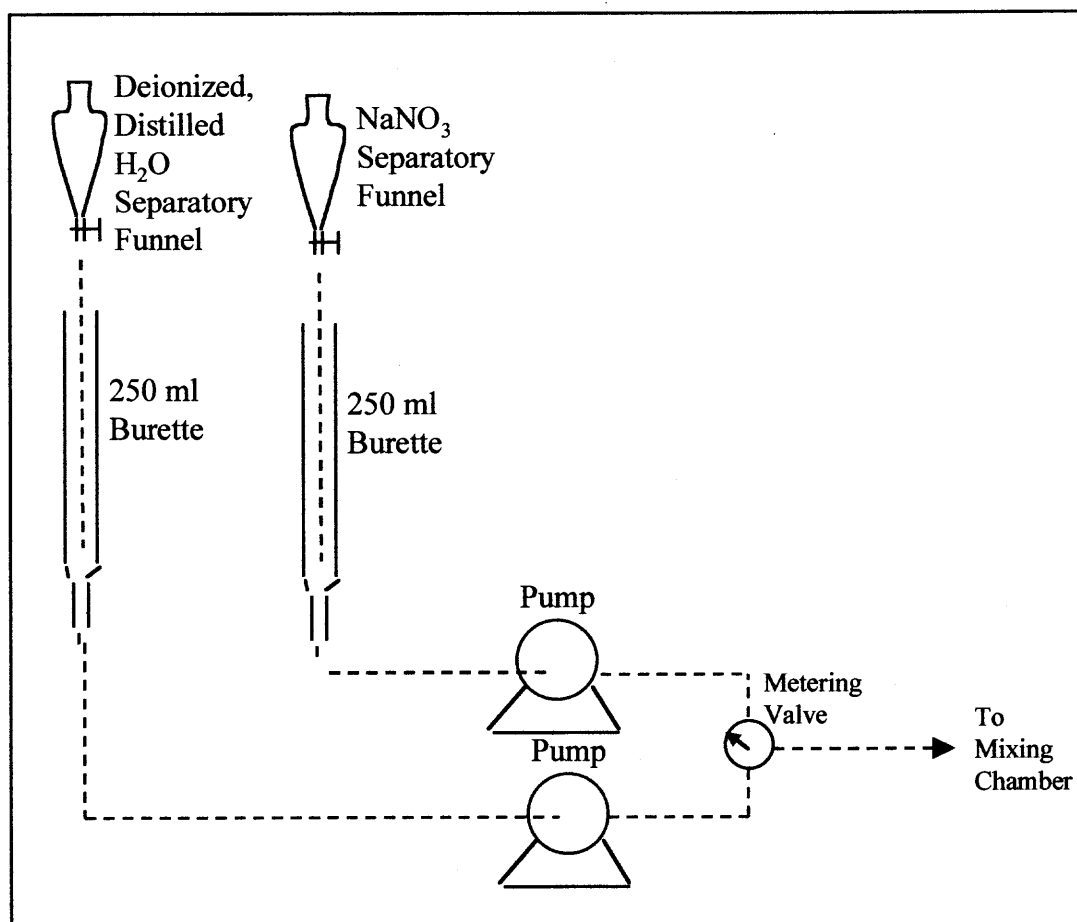 Deionized,
Distilled
H₂O
Separatory
Funnel
NaNO₃
Separatory
Funnel
250 ml
Burette
250 ml
Burette
Pump
Metering
Valve
To
Mixing
Chamber
Pump